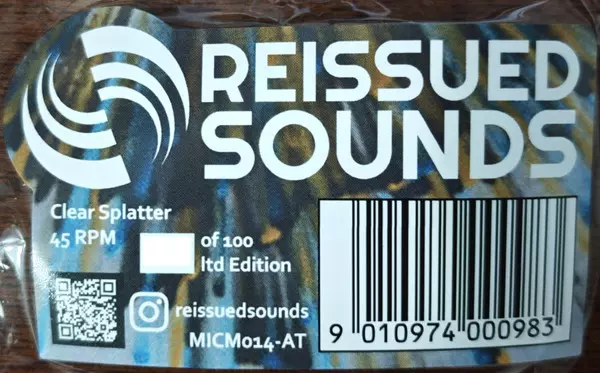 REISSUED
SOUNDS
Clear Splatter
45 RPM
of 100
ltd Edition
reissuedsounds
MICM014-AT
9 010974 000983